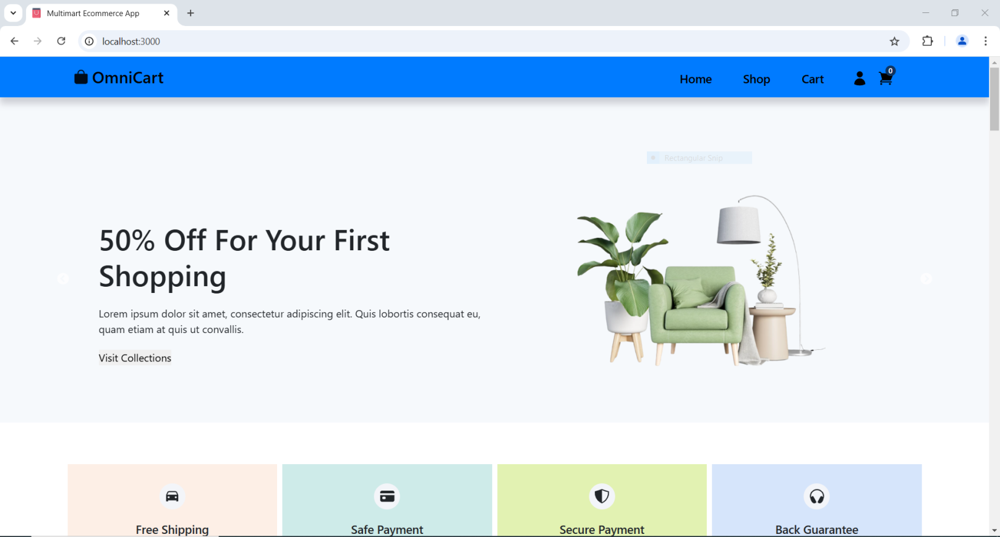 Multimart Ecommerce App
localhost:3000
OmniCart
Home
Shop
Cart
0
Rectangular Snip
50% Off For Your First
Shopping
Lorem ipsum dolor sit amet, consectetur adipiscing elit. Quis lobortis consequat eu,
quam etiam at quis ut convallis.
Visit Collections
Free Shipping
Safe Payment
Secure Payment
Back Guarantee